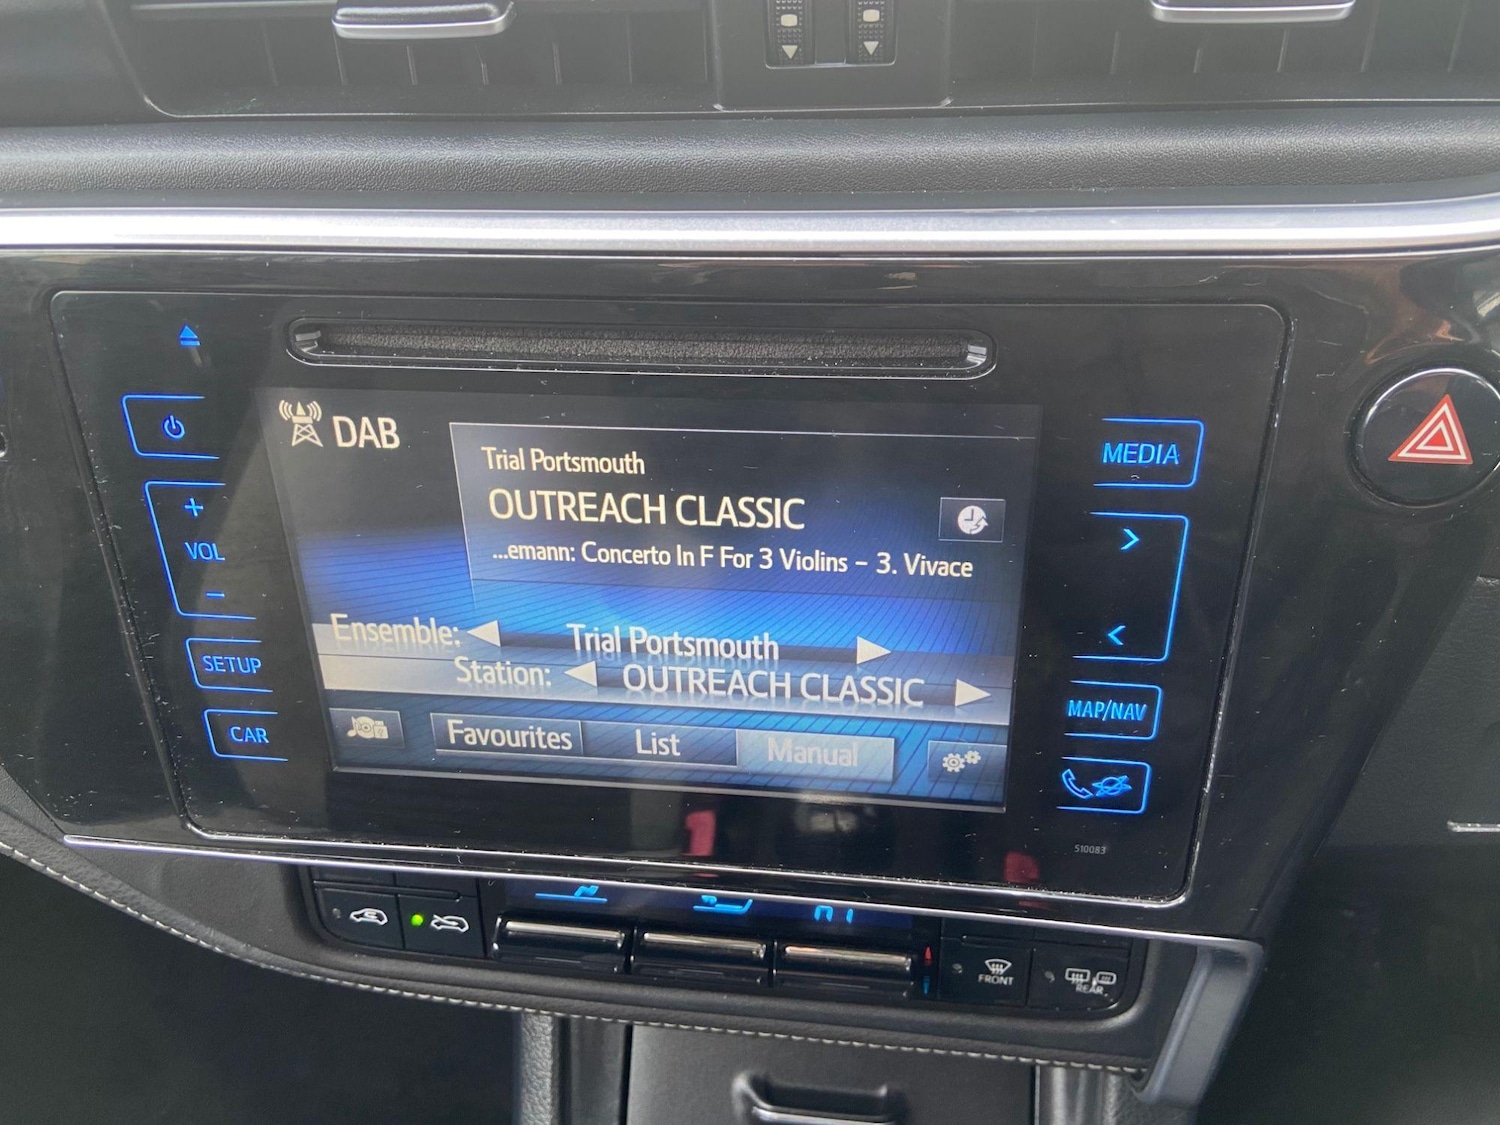 DAB
Trial Portsmouth
OUTREACH CLASSIC
...emann: Concerto In F For 3 Violins – 3. Vivace
Ensemble: Trial Portsmouth
Station: OUTREACH CLASSIC
Favourites List Manual
+
VOL
−
SETUP
CAR
MEDIA
>
<
MAP/NAV
510083
FRONT
REAR